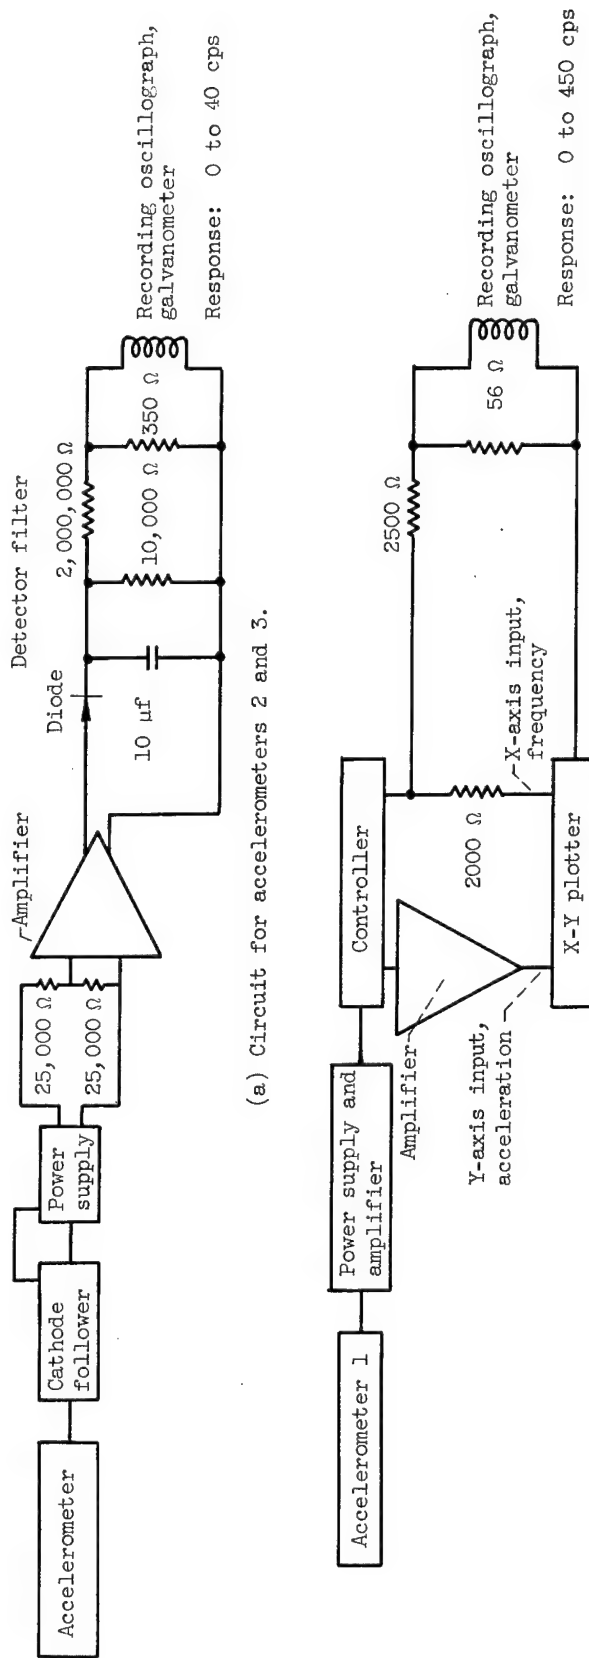 Accelerometer
Cathode
follower
Power
supply
25,000 Ω
25,000 Ω
Amplifier
Diode
Detector filter
10 μf
10,000 Ω
2,000,000 Ω
350 Ω
Recording oscillograph,
galvanometer
Response: 0 to 40 cps
(a) Circuit for accelerometers 2 and 3.
Accelerometer 1
Power supply and
amplifier
Controller
Amplifier
Y-axis input,
acceleration
2000 Ω
X-axis input,
frequency
X-Y plotter
2500 Ω
56 Ω
Recording oscillograph,
galvanometer
Response: 0 to 450 cps